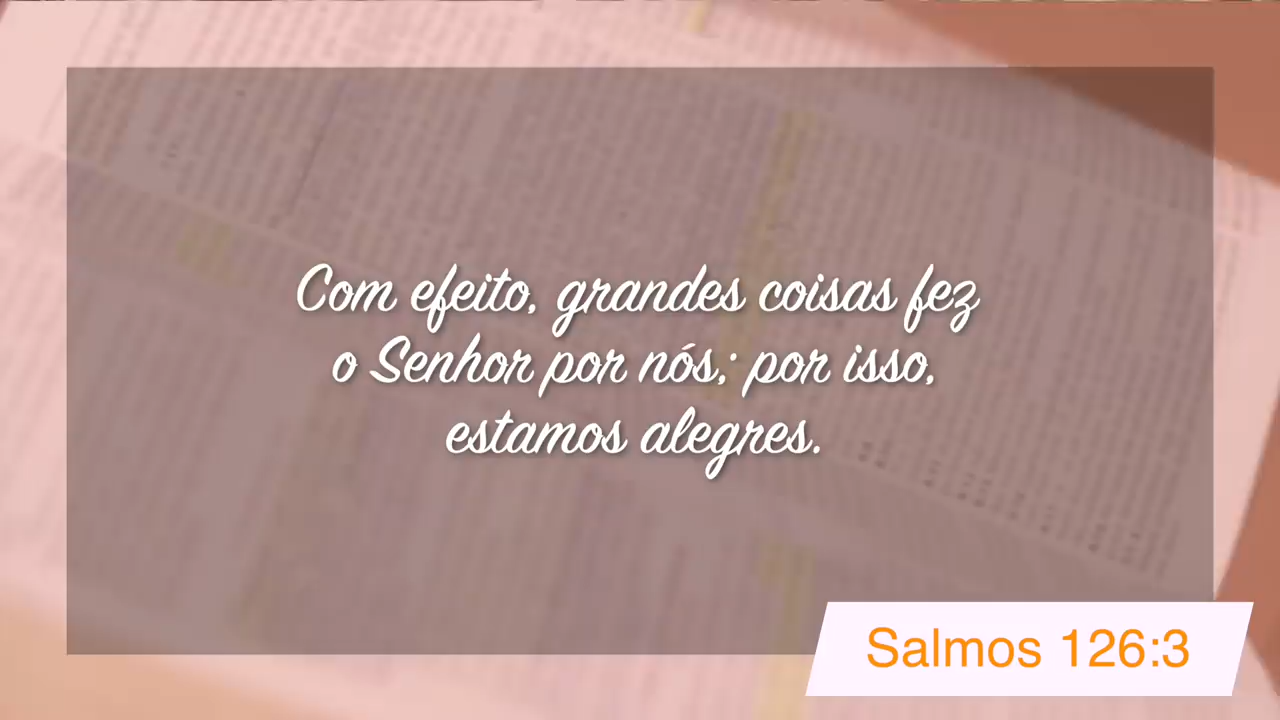 Com efeito, grandes coisas fez
o Senhor por nós; por isso,
estamos alegres.
Salmos 126:3